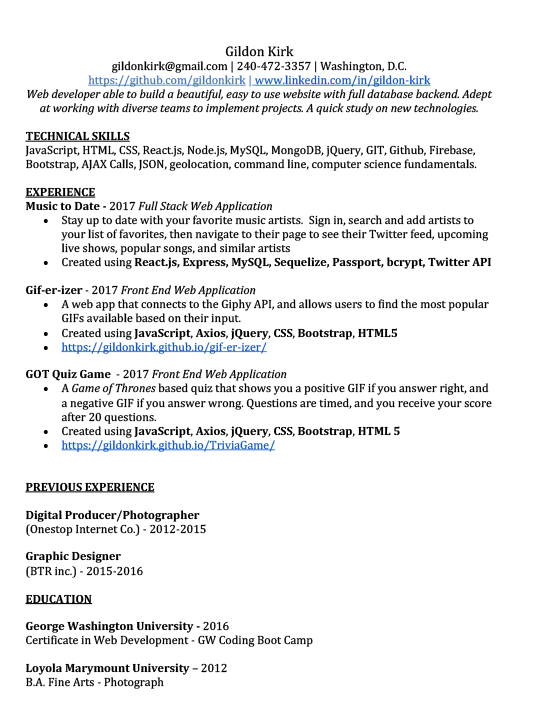 Gildon Kirk
gildonkirk@gmail.com | 240-472-3357 | Washington, D.C.
https://github.com/gildonkirk | www.linkedin.com/in/gildon-kirk
Web developer able to build a beautiful, easy to use website with full database backend. Adept
at working with diverse teams to implement projects. A quick study on new technologies.
TECHNICAL SKILLS
JavaScript, HTML, CSS, React.js, Node.js, MySQL, MongoDB, jQuery, GIT, Github, Firebase,
Bootstrap, AJAX Calls, JSON, geolocation, command line, computer science fundamentals.
EXPERIENCE
Music to Date - 2017 Full Stack Web Application
• Stay up to date with your favorite music artists. Sign in, search and add artists to
your list of favorites, then navigate to their page to see their Twitter feed, upcoming
live shows, popular songs, and similar artists
• Created using React.js, Express, MySQL, Sequelize, Passport, bcrypt, Twitter API
Gif-er-izer - 2017 Front End Web Application
• A web app that connects to the Giphy API, and allows users to find the most popular
GIFs available based on their input.
• Created using JavaScript, Axios, jQuery, CSS, Bootstrap, HTML5
• https://gildonkirk.github.io/gif-er-izer/
GOT Quiz Game - 2017 Front End Web Application
• A Game of Thrones based quiz that shows you a positive GIF if you answer right, and
a negative GIF if you answer wrong. Questions are timed, and you receive your score
after 20 questions.
• Created using JavaScript, Axios, jQuery, CSS, Bootstrap, HTML 5
• https://gildonkirk.github.io/TriviaGame/
PREVIOUS EXPERIENCE
Digital Producer/Photographer
(Onestop Internet Co.) - 2012-2015
Graphic Designer
(BTR inc.) - 2015-2016
EDUCATION
George Washington University - 2016
Certificate in Web Development - GW Coding Boot Camp
Loyola Marymount University – 2012
B.A. Fine Arts - Photograph